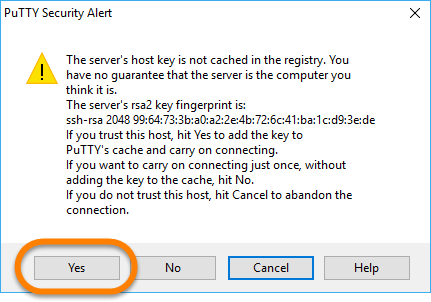 PuTTY Security Alert
The server's host key is not cached in the registry. You
have no guarantee that the server is the computer you
think it is.
The server's rsa2 key fingerprint is:
ssh-rsa 2048 99:64:73:3b:a0:a2:2e:4b:72:6c:41:ba:1c:d9:3e:de
If you trust this host, hit Yes to add the key to
PuTTY's cache and carry on connecting.
If you want to carry on connecting just once, without
adding the key to the cache, hit No.
If you do not trust this host, hit Cancel to abandon the
connection.
Yes No Cancel Help